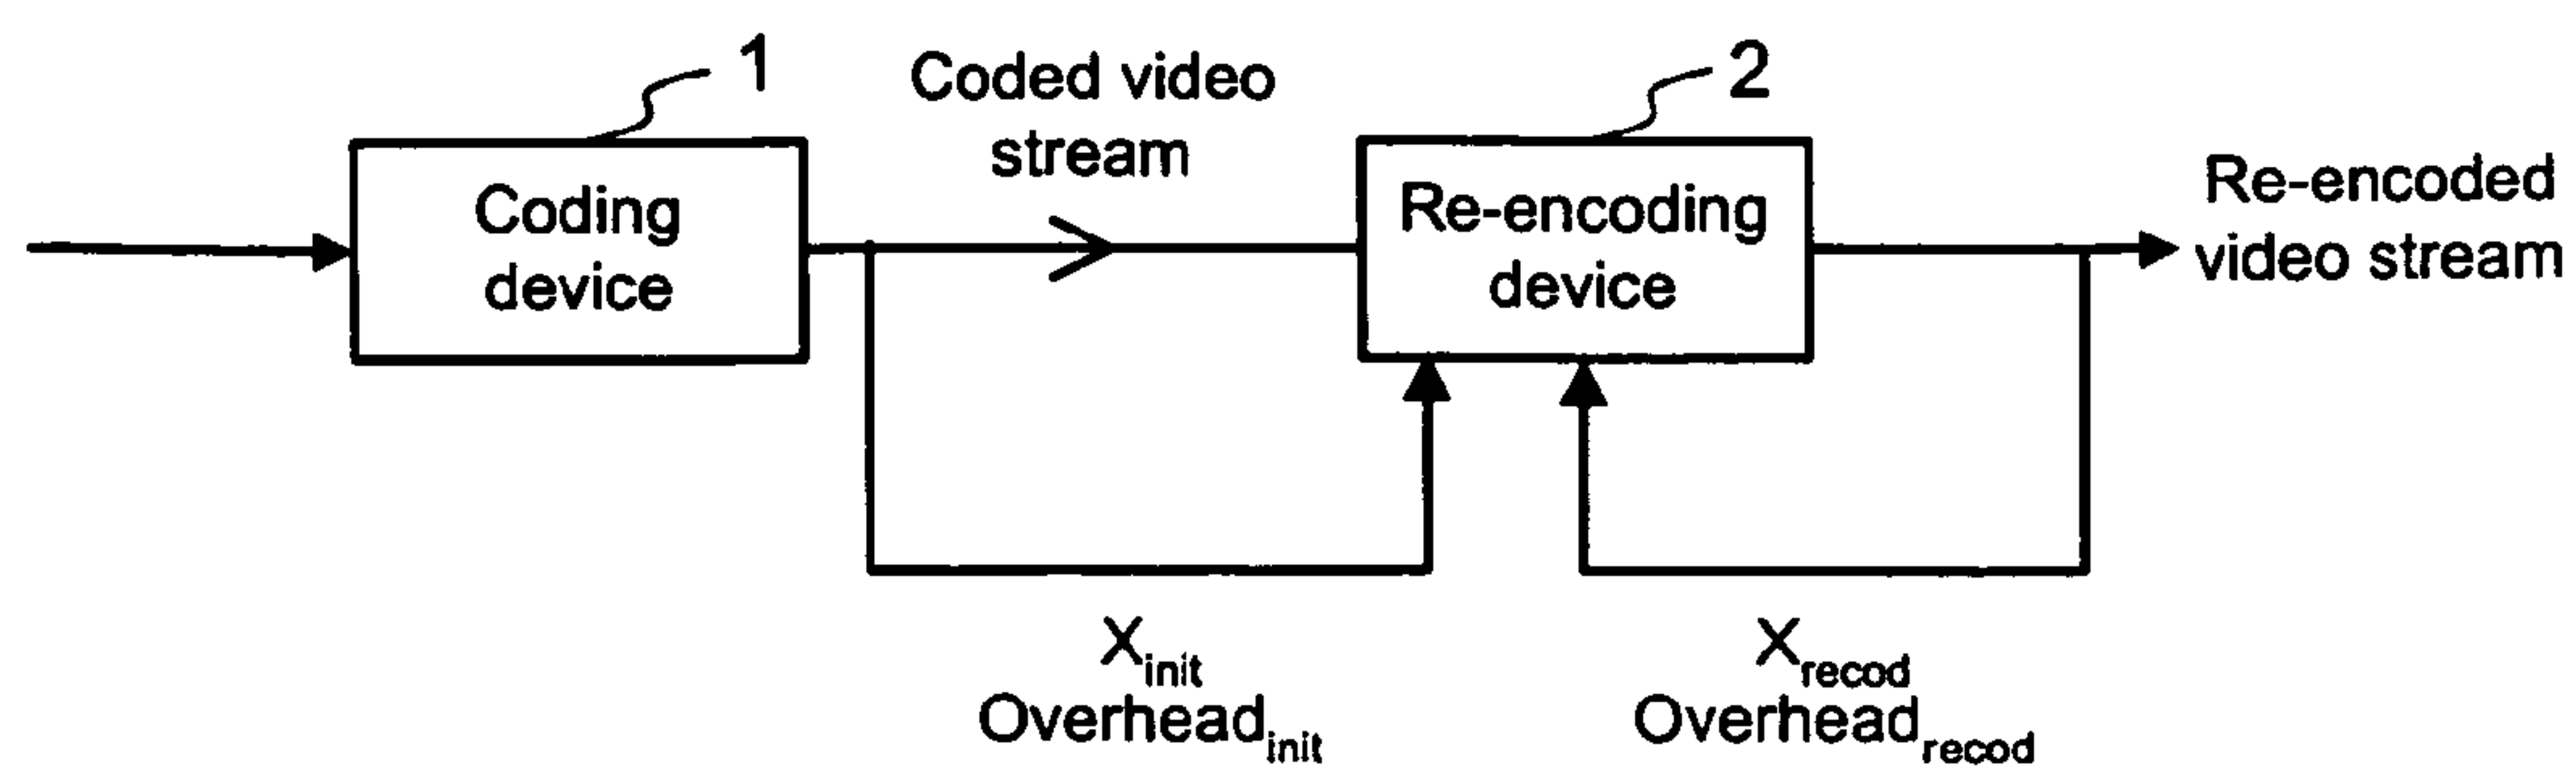 1
Coded video
stream
2
Coding
device
Re-encoding
device
Re-encoded
video stream
X_init
Overhead_init
X_recod
Overhead_recod